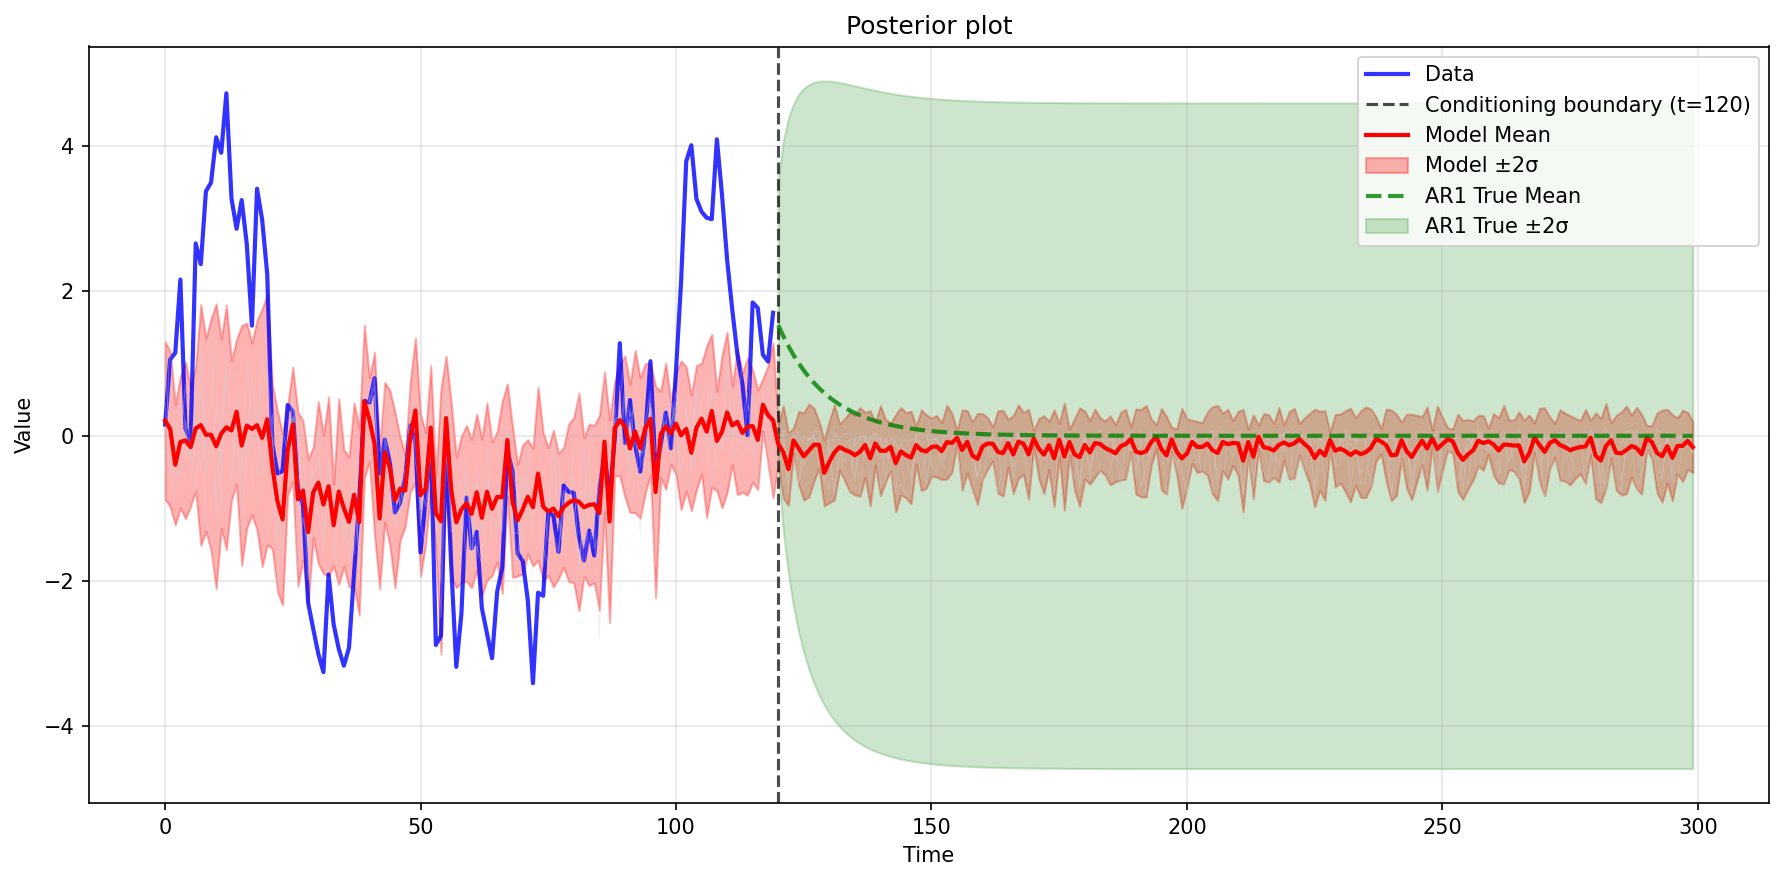 Posterior plot
Data
Conditioning boundary (t=120)
Model Mean
Model ±2σ
AR1 True Mean
AR1 True ±2σ
Value
4
2
0
−2
−4
0 50 100 150 200 250 300
Time